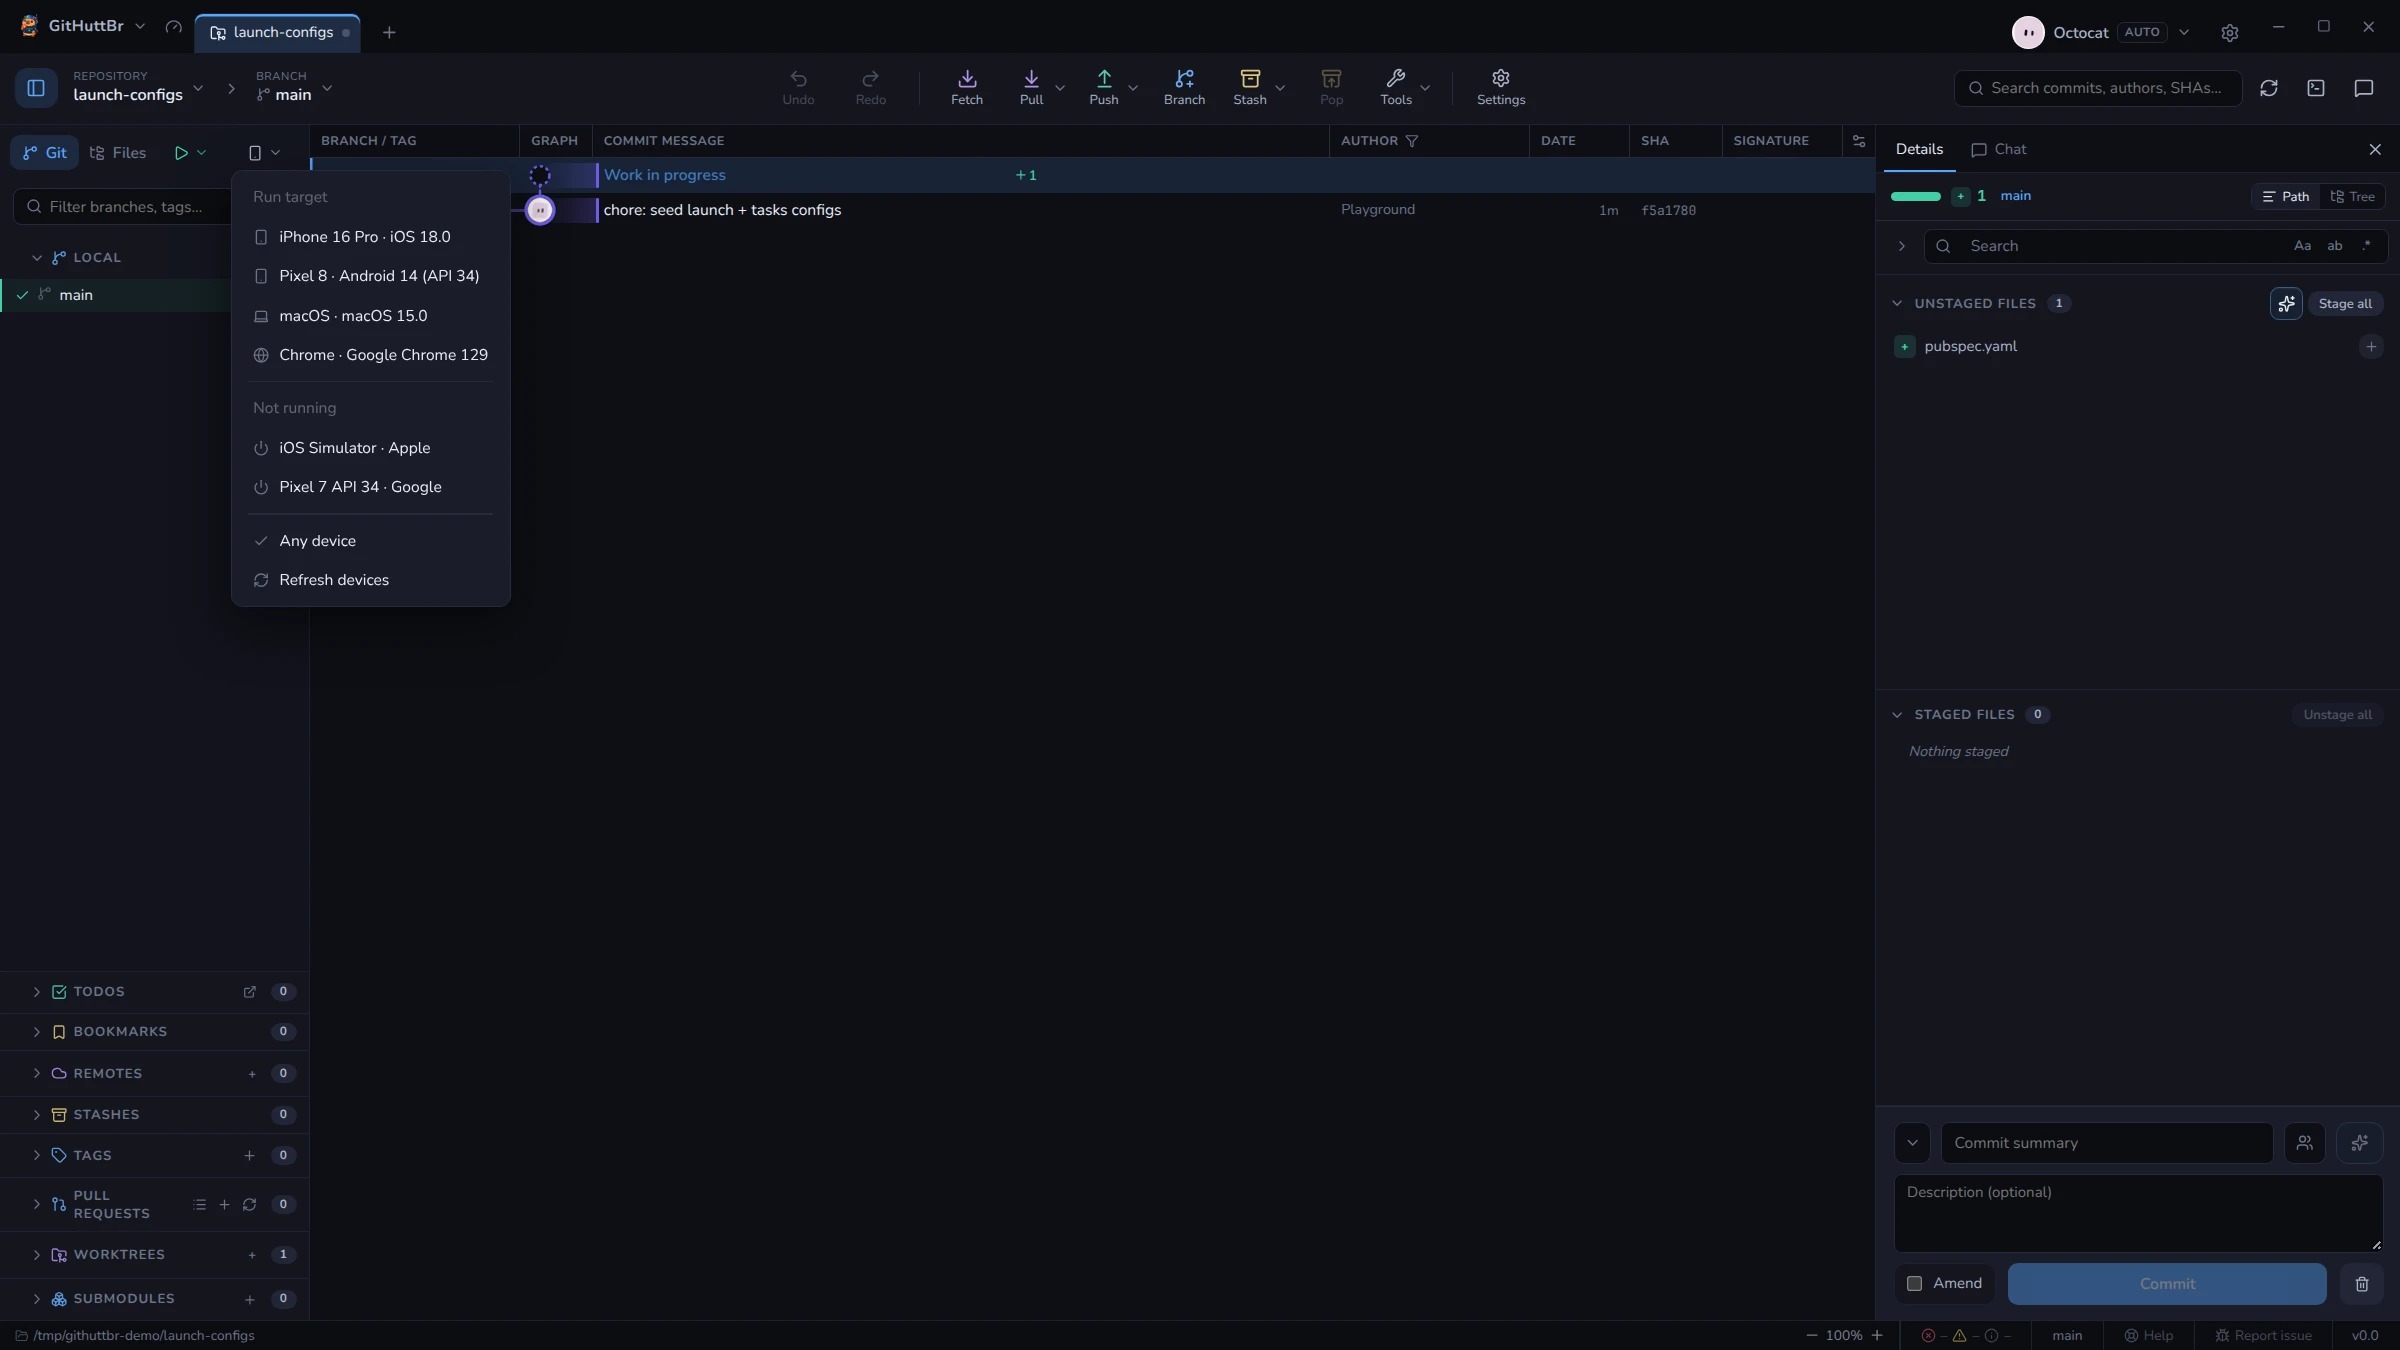 GitHuttBr
launch-configs
Octocat
AUTO
REPOSITORY
launch-configs
BRANCH
main
Undo
Redo
Fetch
Pull
Push
Branch
Stash
Pop
Tools
Settings
Search commits, authors, SHAs...
Git
Files
Filter branches, tags...
LOCAL
main
Run target
iPhone 16 Pro · iOS 18.0
Pixel 8 · Android 14 (API 34)
macOS · macOS 15.0
Chrome · Google Chrome 129
Not running
iOS Simulator · Apple
Pixel 7 API 34 · Google
Any device
Refresh devices
BRANCH / TAG
GRAPH
COMMIT MESSAGE
AUTHOR
DATE
SHA
SIGNATURE
Work in progress
+1
chore: seed launch + tasks configs
Playground
1m
f5a1780
Details
Chat
+ 1 main
Path
Tree
Search
Aa
ab
.*
UNSTAGED FILES 1
Stage all
+ pubspec.yaml
STAGED FILES 0
Unstage all
Nothing staged
TODOS 0
BOOKMARKS 0
REMOTES + 0
STASHES 0
TAGS + 0
PULL REQUESTS + 0
WORKTREES + 1
SUBMODULES + 0
Commit summary
Description (optional)
Amend
Commit
/tmp/githuttbr-demo/launch-configs
100%
main
Help
Report issue
v0.0